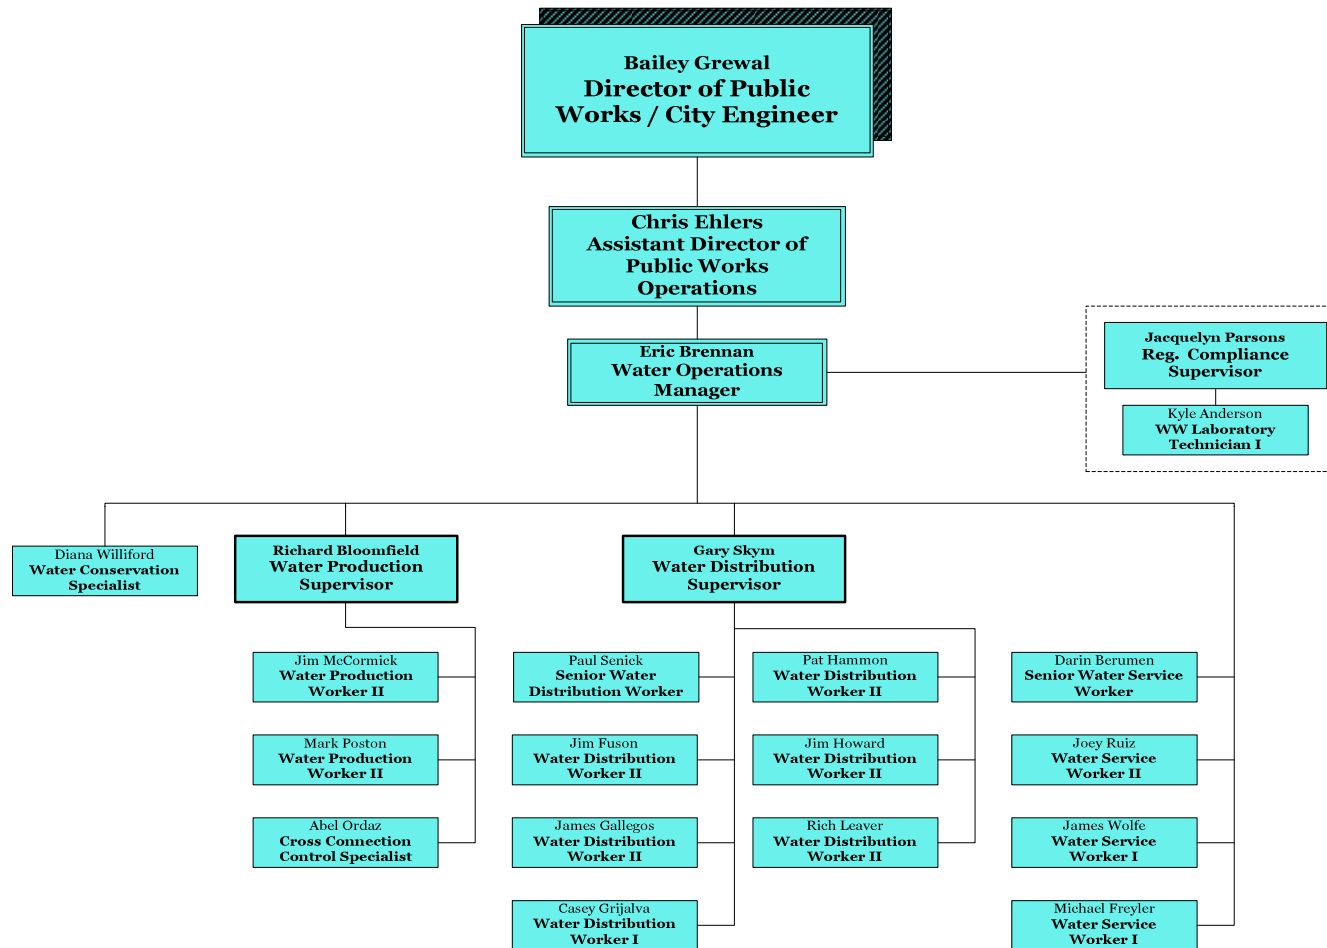 Bailey Grewal
Director of Public
Works / City Engineer
Chris Ehlers
Assistant Director of
Public Works
Operations
Eric Brennan
Water Operations
Manager
Jacquelyn Parsons
Reg. Compliance
Supervisor
Kyle Anderson
WW Laboratory
Technician I
Diana Williford
Water Conservation
Specialist
Richard Bloomfield
Water Production
Supervisor
Gary Skym
Water Distribution
Supervisor
Jim McCormick
Water Production
Worker II
Mark Poston
Water Production
Worker II
Abel Ordaz
Cross Connection
Control Specialist
Paul Senick
Senior Water
Distribution Worker
Jim Fuson
Water Distribution
Worker II
James Gallegos
Water Distribution
Worker II
Casey Grijalva
Water Distribution
Worker I
Pat Hammon
Water Distribution
Worker II
Jim Howard
Water Distribution
Worker II
Rich Leaver
Water Distribution
Worker II
Darin Berumen
Senior Water Service
Worker
Joey Ruiz
Water Service
Worker II
James Wolfe
Water Service
Worker I
Michael Freyler
Water Service
Worker I